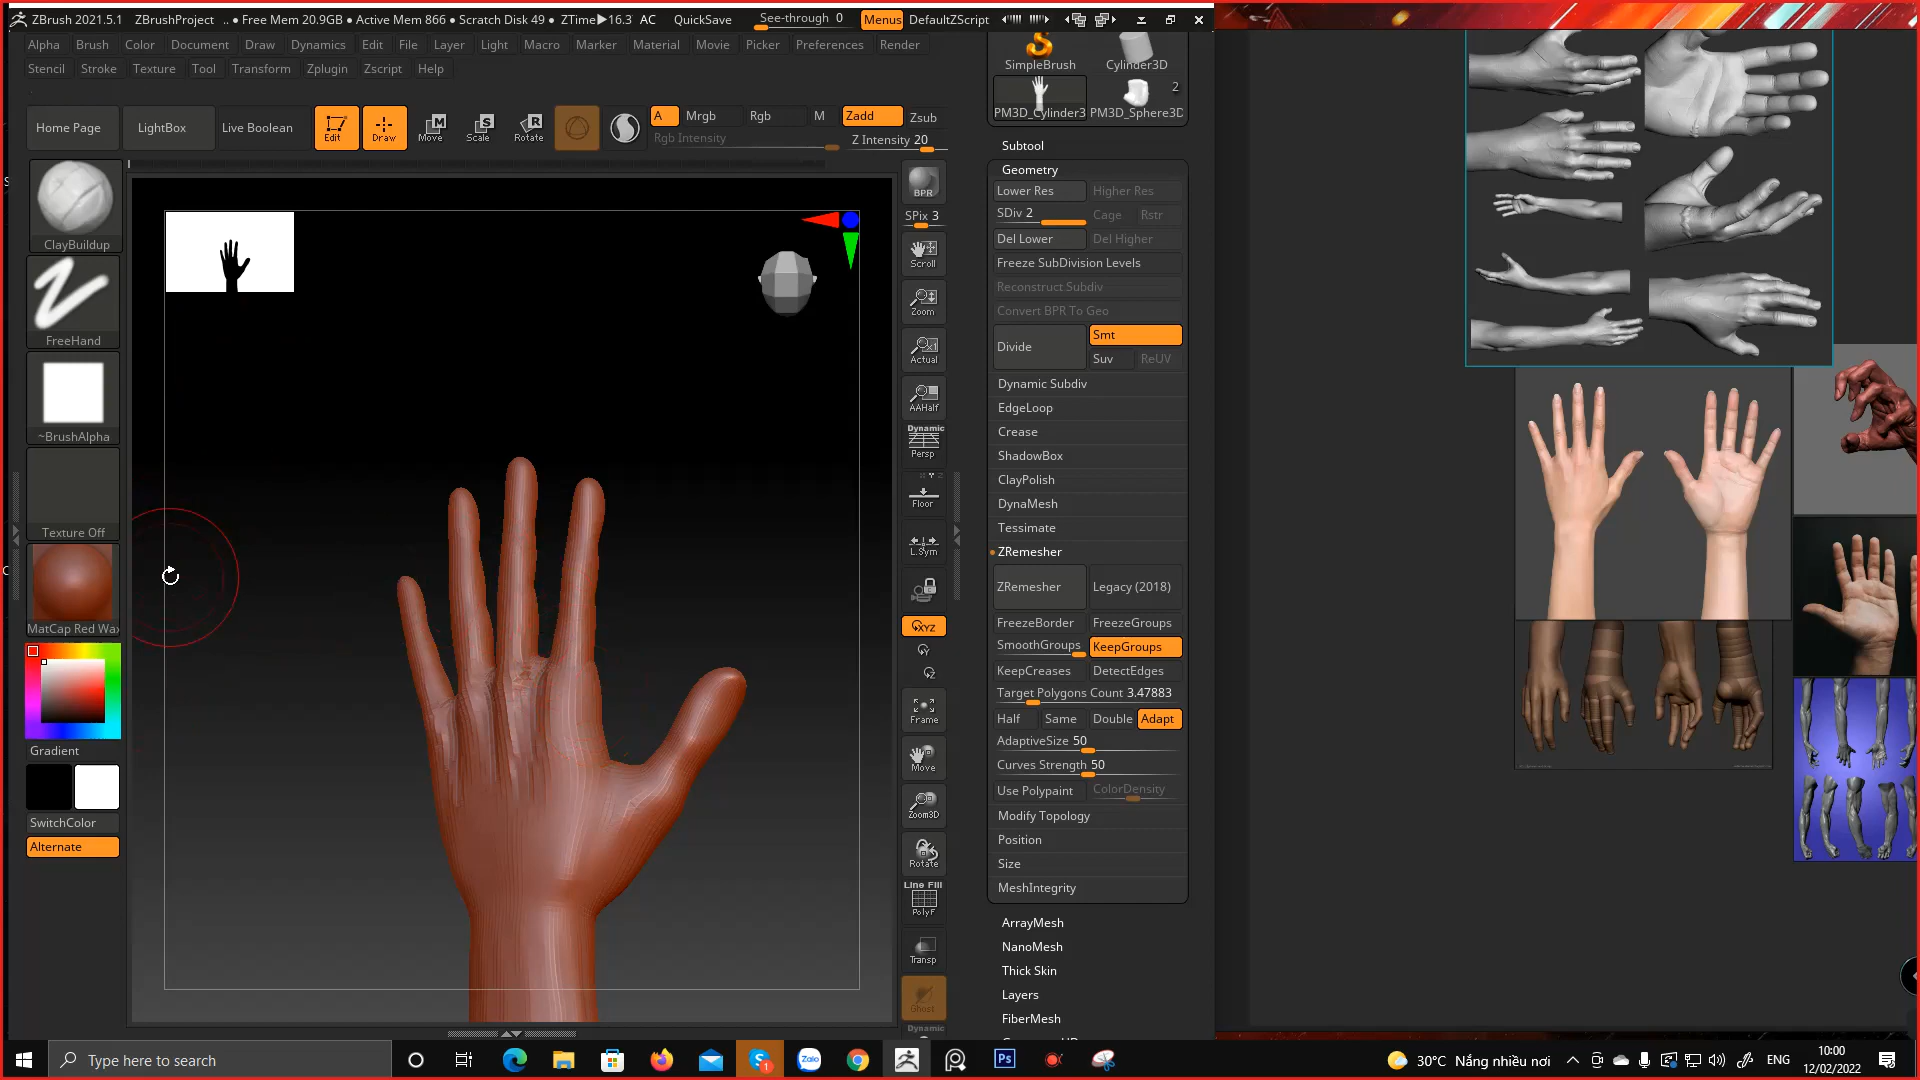 ZBrush 2021.5.1 ZBrushProject .. • Free Mem 20.9GB • Active Mem 866 • Scratch Disk 49 • ZTime▶16.3 AC QuickSave See-through 0 Menus DefaultZScript
Alpha Brush Color Document Draw Dynamics Edit File Layer Light Macro Marker Material Movie Picker Preferences Render
Stencil Stroke Texture Tool Transform Zplugin Zscript Help
Home Page LightBox Live Boolean Edit Draw Move Scale Rotate A Mrgb Rgb M Zadd Zsub
Rgb Intensity Z Intensity 20
ClayBuildup
FreeHand
~BrushAlpha
Texture Off
MatCap Red Wax
Gradient
SwitchColor
Alternate
BPR
SPix 3
Scroll
Zoom
Actual
AAHalf
Dynamic
Persp
Floor
L.Sym
XYZ
Frame
Move
Zoom3D
Rotate
Line Fill
PolyF
Transp
Ghost
Dynamic
SimpleBrush Cylinder3D
2
PM3D_Cylinder3 PM3D_Sphere3D
Subtool
Geometry
Lower Res Higher Res
SDiv 2 Cage Rstr
Del Lower Del Higher
Freeze SubDivision Levels
Reconstruct Subdiv
Convert BPR To Geo
Divide Smt
Suv ReUV
Dynamic Subdiv
EdgeLoop
Crease
ShadowBox
ClayPolish
DynaMesh
Tessimate
ZRemesher
ZRemesher Legacy (2018)
FreezeBorder FreezeGroups
SmoothGroups KeepGroups
KeepCreases DetectEdges
Target Polygons Count 3.47883
Half Same Double Adapt
AdaptiveSize 50
Curves Strength 50
Use Polypaint ColorDensity
Modify Topology
Position
Size
MeshIntegrity
ArrayMesh
NanoMesh
Thick Skin
Layers
FiberMesh
Type here to search
Zalo
Ps
30°C Nắng nhiều nơi
ENG
10:00
12/02/2022